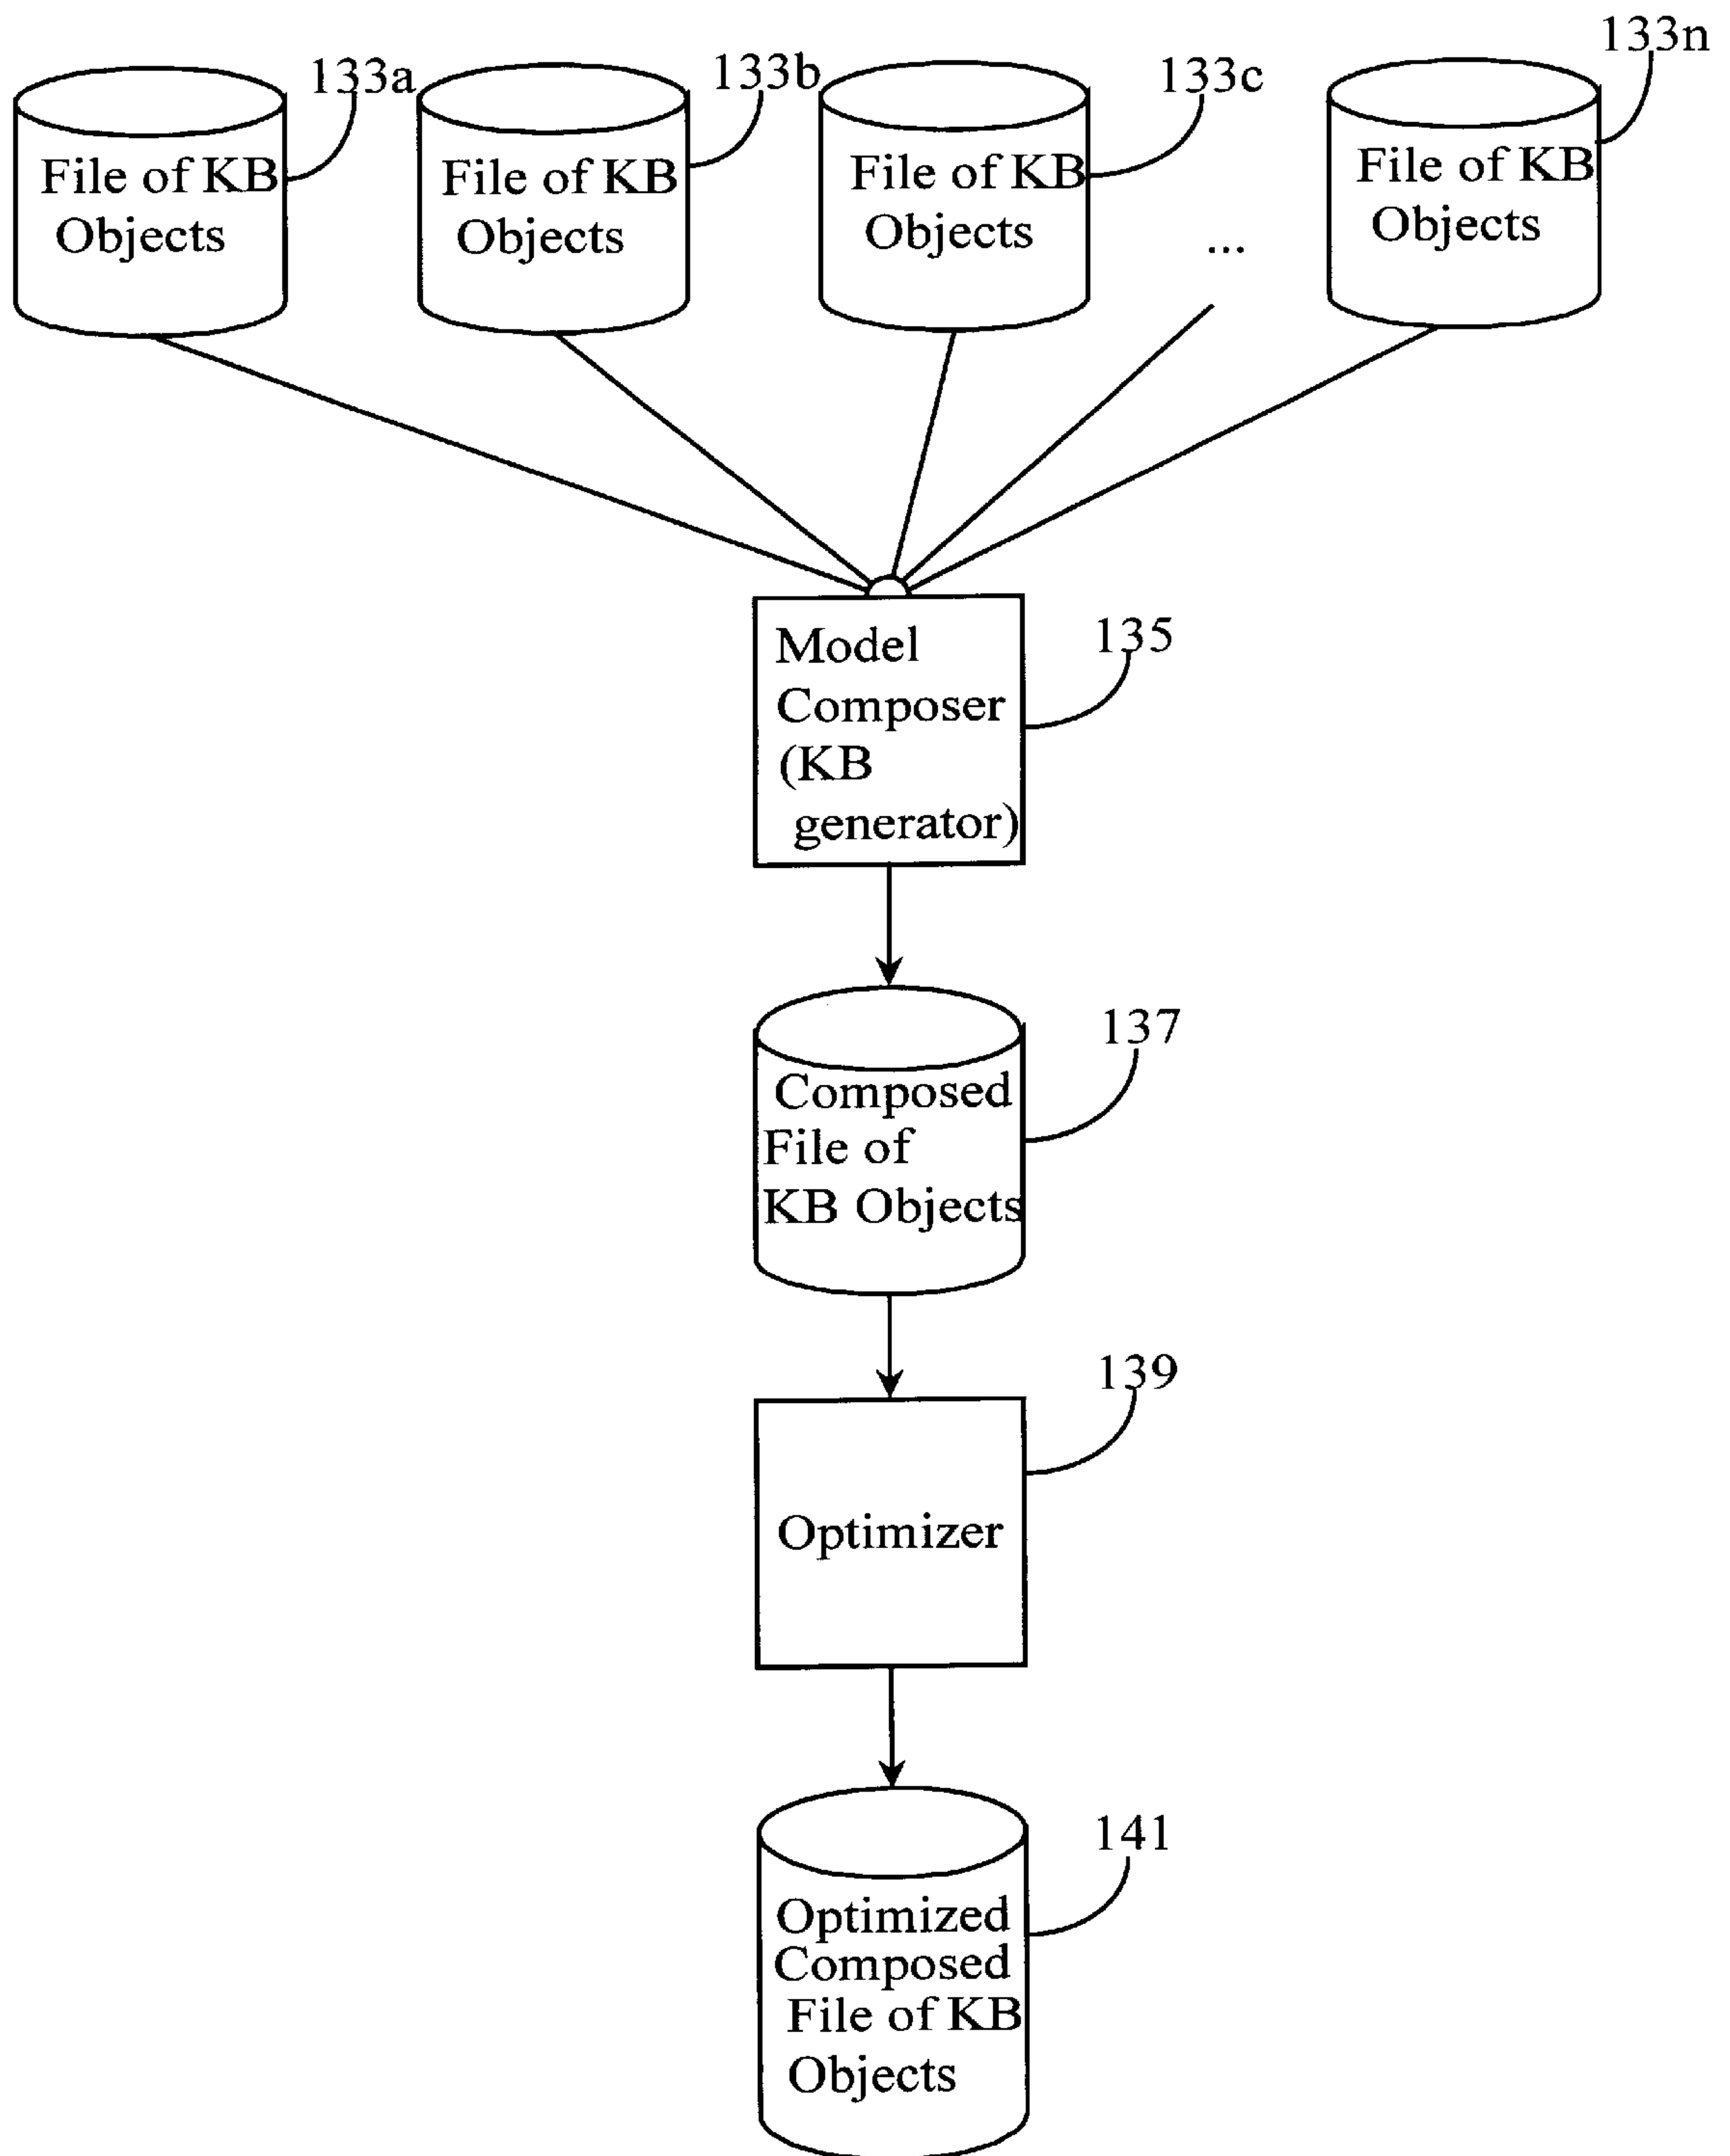 133a
133b
133c
133n
File of KB
Objects
File of KB
Objects
File of KB
Objects
...
File of KB
Objects
Model
Composer
(KB
generator)
135
Composed
File of
KB Objects
137
Optimizer
139
Optimized
Composed
File of KB
Objects
141